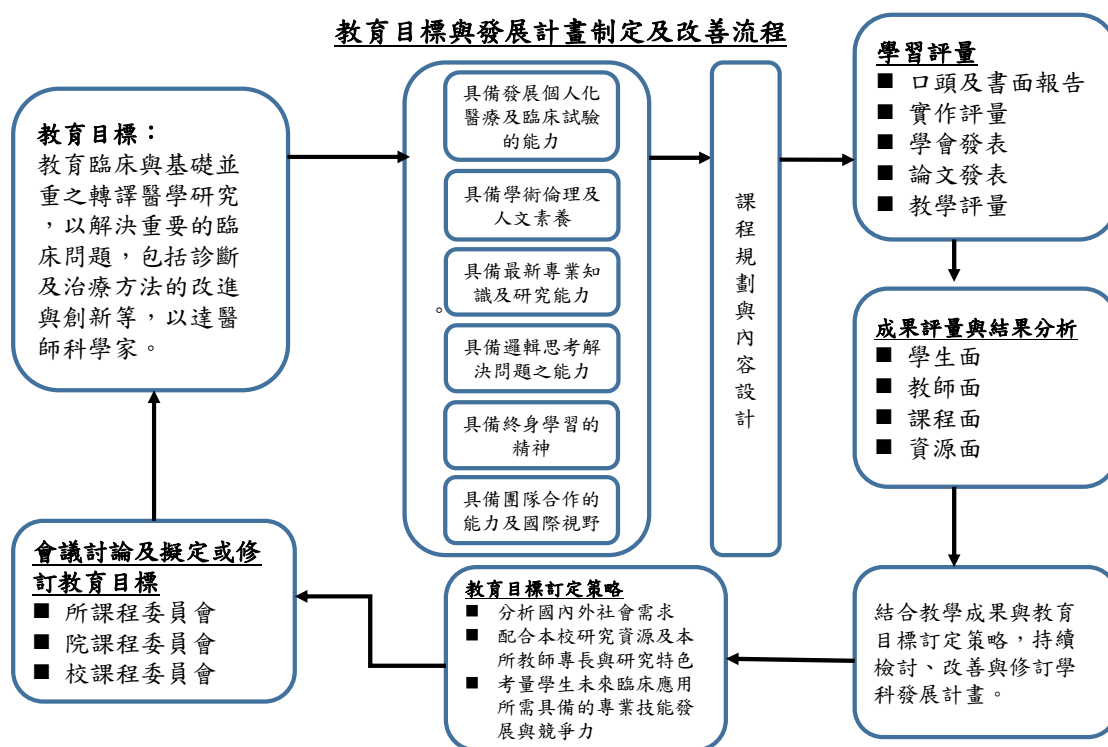 教育目標與發展計畫制定及改善流程
教育目標：
教育臨床與基礎並
重之轉譯醫學研究
，以解決重要的臨
床問題，包括診斷
及治療方法的改進
與創新等，以達醫
師科學家。
具備發展個人化
醫療及臨床試驗
的能力
具備學術倫理及
人文素養
具備最新專業知
識及研究能力
。
具備邏輯思考解
決問題之能力
具備終身學習的
精神
具備團隊合作的
能力及國際視野
課程規劃與內容設計
學習評量
■ 口頭及書面報告
■ 實作評量
■ 學會發表
■ 論文發表
■ 教學評量
成果評量與結果分析
■ 學生面
■ 教師面
■ 課程面
■ 資源面
結合教學成果與教育
目標訂定策略，持續
檢討、改善與修訂學
科發展計畫。
教育目標訂定策略
■ 分析國內外社會需求
■ 配合本校研究資源及本
所教師專長與研究特色
■ 考量學生未來臨床應用
所需具備的專業技能發
展與競爭力
會議討論及擬定或修
訂教育目標
■ 所課程委員會
■ 院課程委員會
■ 校課程委員會